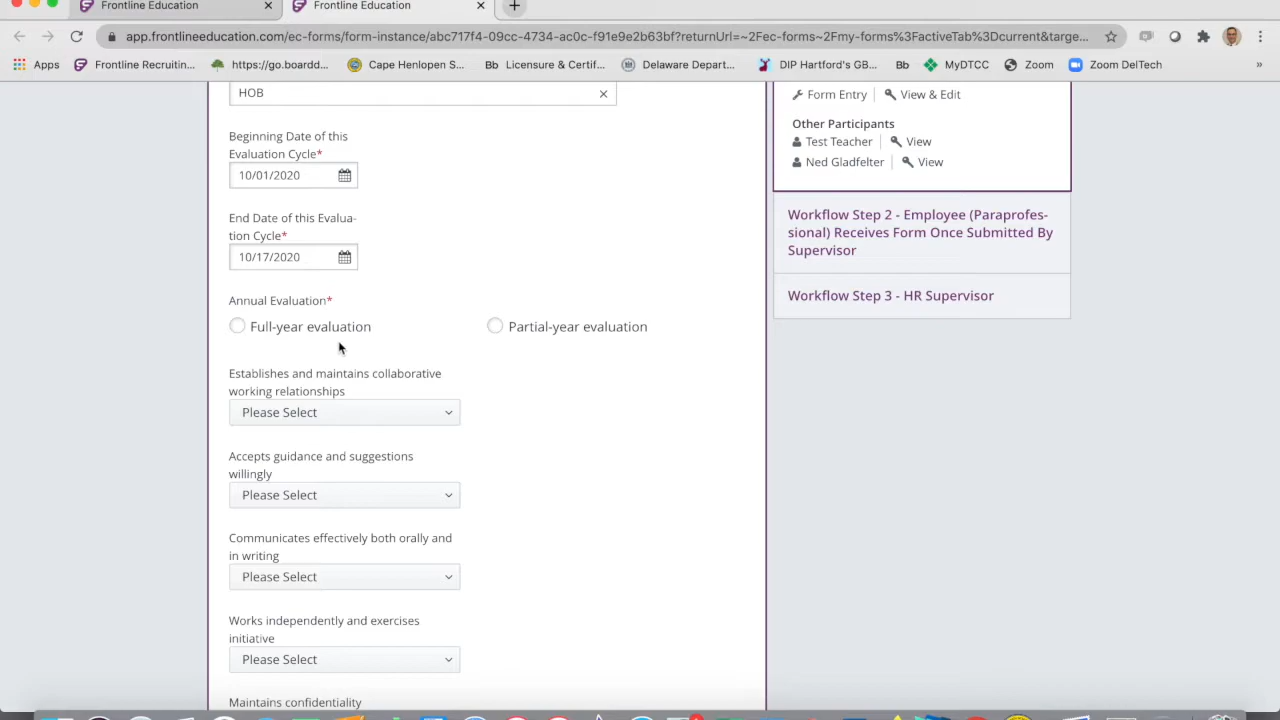 Frontline Education
Frontline Education
app.frontlineeducation.com/ec-forms/form-instance/abc717f4-09cc-4734-ac0c-f91e9e2b63bf?returnUrl=~2Fec-forms~2Fmy-forms%3FactiveTab%3Dcurrent&targe...
Apps
Frontline Recruitin...
https://go.boardd...
Cape Henlopen S...
Bb Licensure & Certif...
Delaware Depart...
DIP Hartford's GB...
Bb
MyDTCC
Zoom
Zoom DelTech
»
HOB
Beginning Date of this
Evaluation Cycle*
10/01/2020
End Date of this Evalua-
tion Cycle*
10/17/2020
Annual Evaluation*
Full-year evaluation
Partial-year evaluation
Establishes and maintains collaborative
working relationships
Please Select
Accepts guidance and suggestions
willingly
Please Select
Communicates effectively both orally and
in writing
Please Select
Works independently and exercises
initiative
Please Select
Maintains confidentiality
Form Entry | View & Edit
Other Participants
Test Teacher | View
Ned Gladfelter | View
Workflow Step 2 - Employee (Paraprofes-
sional) Receives Form Once Submitted By
Supervisor
Workflow Step 3 - HR Supervisor